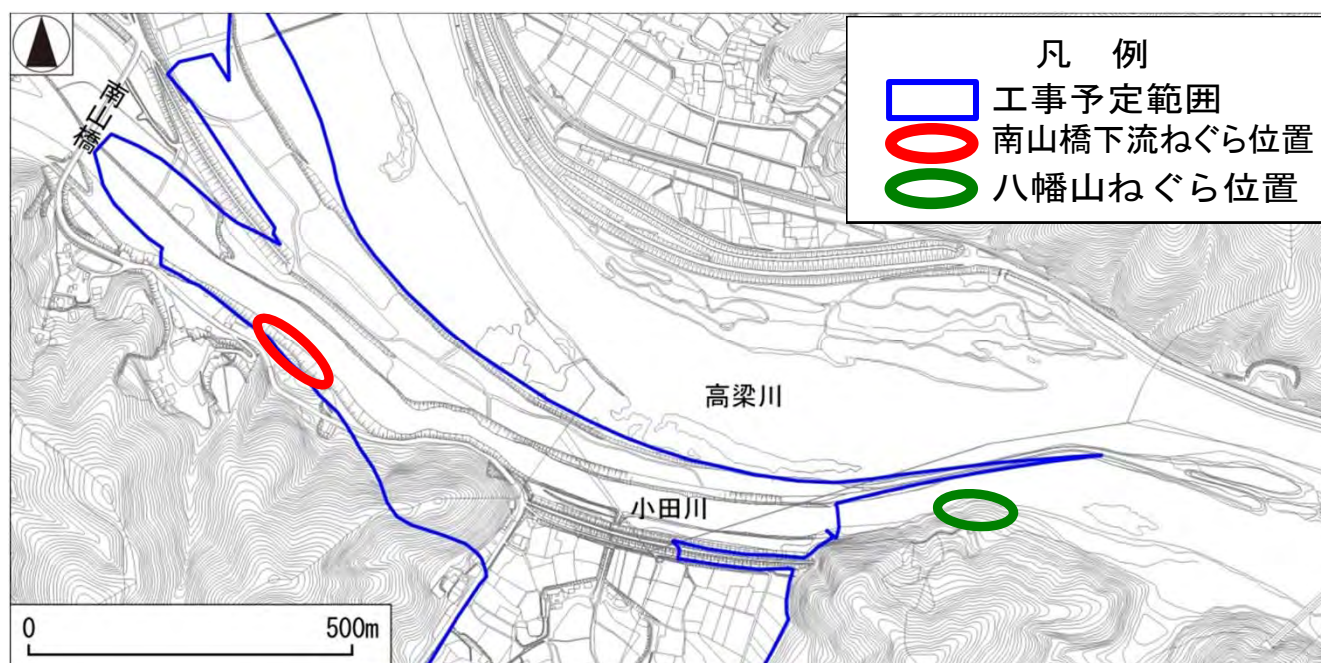 南山橋
凡 例
工事予定範囲
南山橋下流ねぐら位置
八幡山ねぐら位置
高梁川
小田川
0 500m